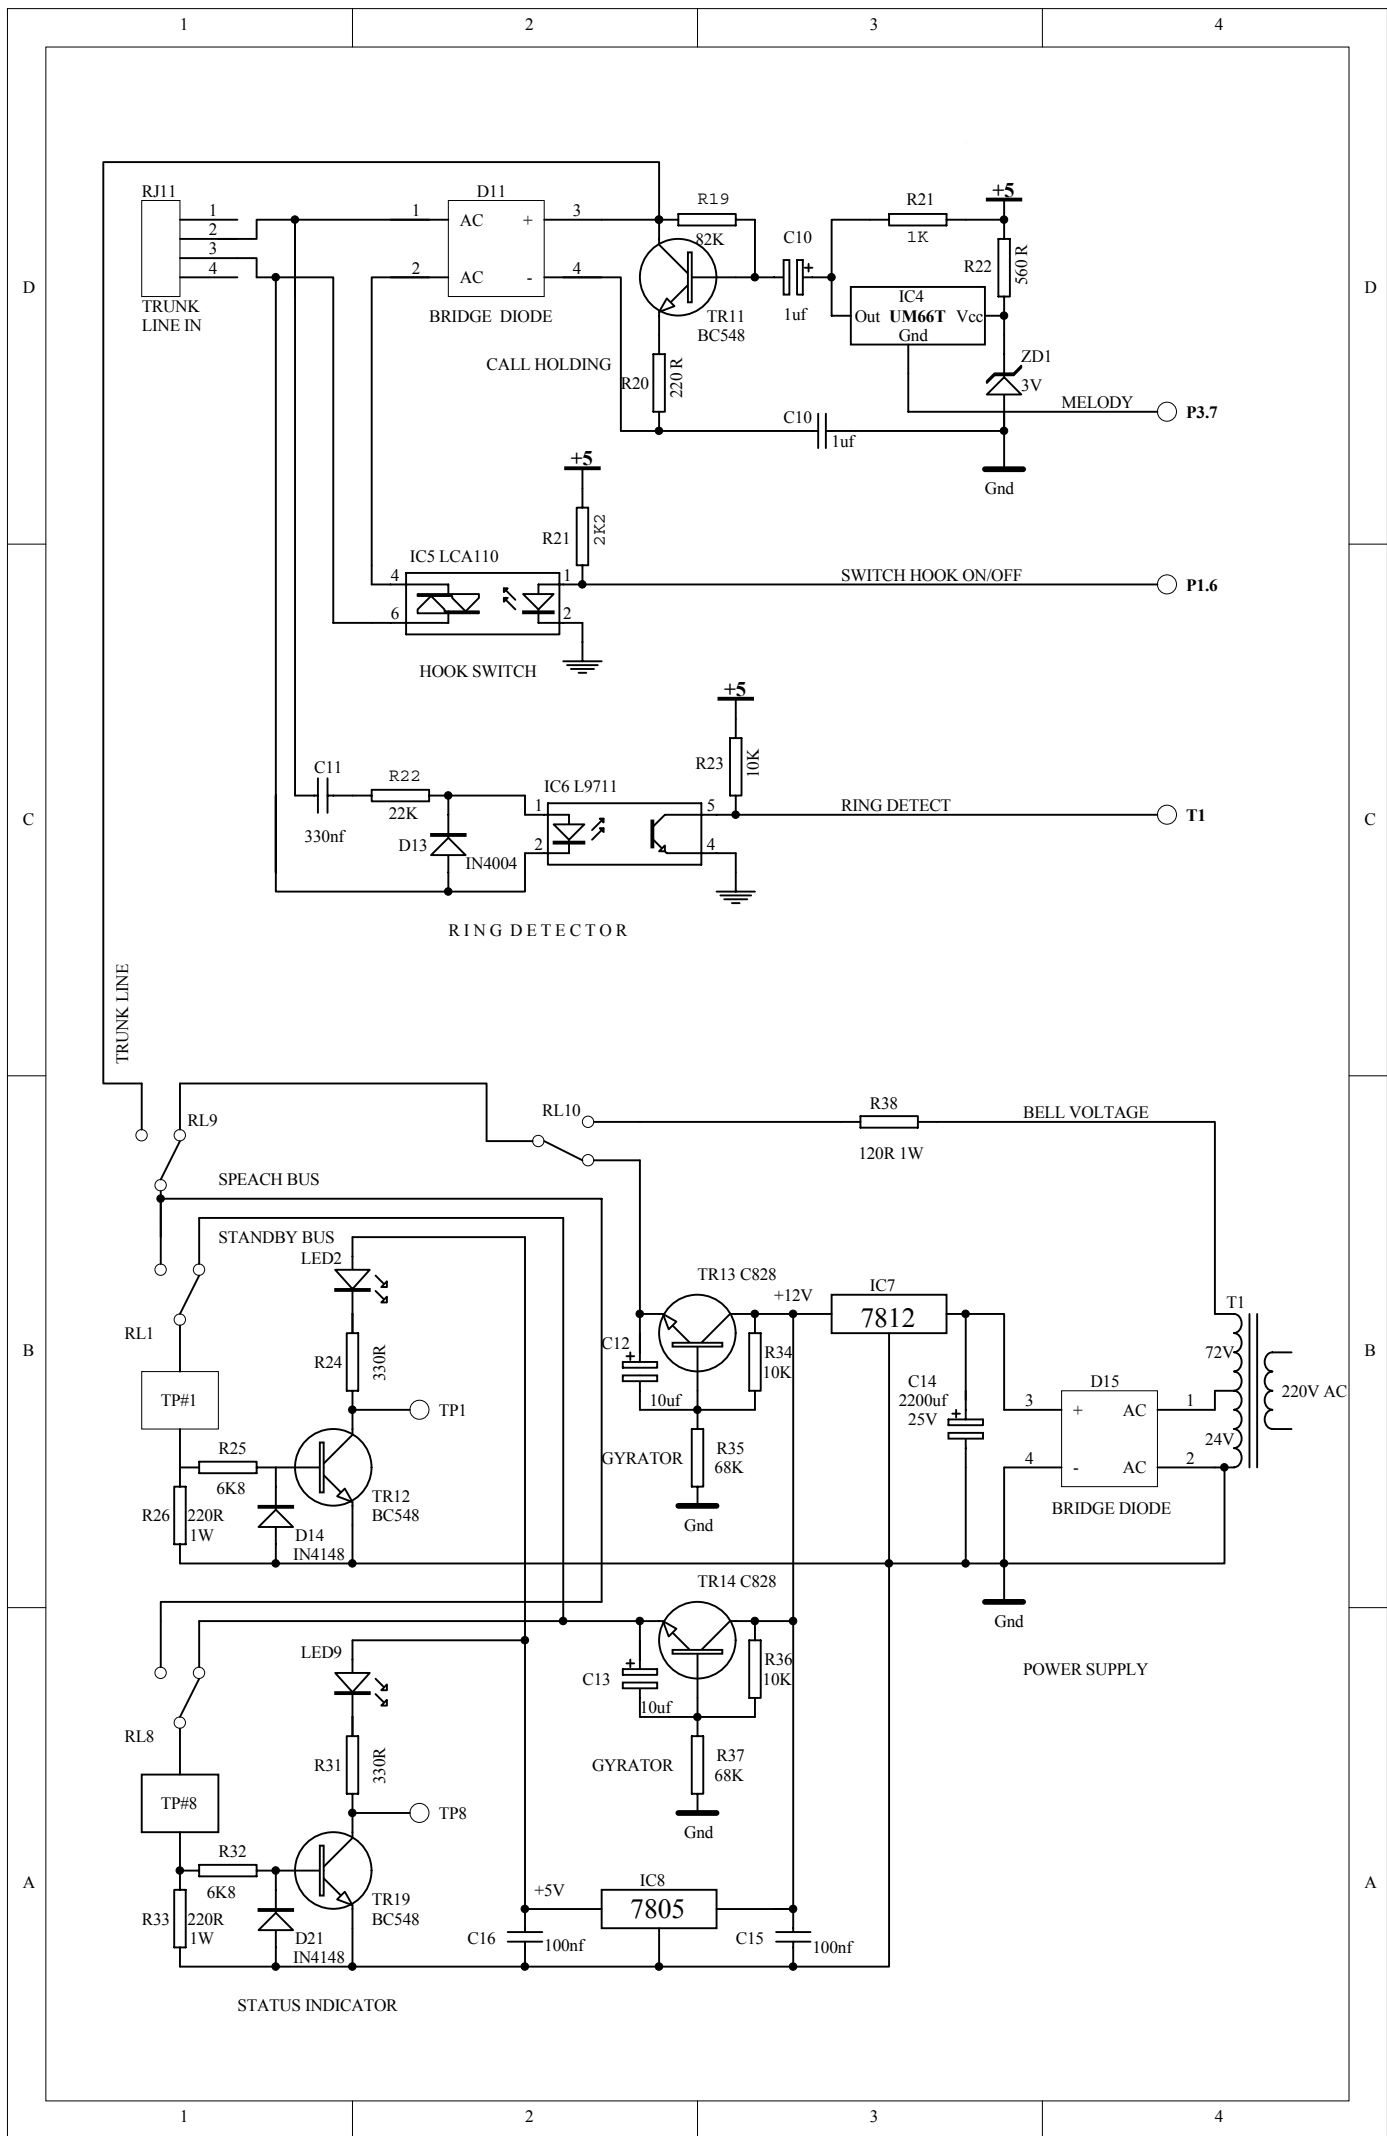 1 2 3 4
RJ11
1
2
3
4
TRUNK
LINE IN
D11
1 AC + 3
2 AC - 4
BRIDGE DIODE
R19
82K
C10
1uf
R21
1K
+5
R22
560 R
IC4
Out UM66T Vcc
Gnd
TR11
BC548
ZD1
3V
D
D
CALL HOLDING
R20
220 R
MELODY
P3.7
C10
1uf
Gnd
+5
R21
2K2
IC5 LCA110
4
6
1
2
SWITCH HOOK ON/OFF
P1.6
HOOK SWITCH
+5
R23
10K
C11
330nf
R22
22K
IC6 L9711
1
2
5
4
RING DETECT
T1
C
C
D13
IN4004
RING DETECTOR
TRUNK LINE
RL9
RL10
R38
120R 1W
BELL VOLTAGE
SPEACH BUS
STANDBY BUS
LED2
TR13 C828
+12V
IC7
7812
T1
RL1
R24
330R
C12
10uf
R34
10K
72V
B
B
C14
2200uf
25V
D15
3 + AC 1
4 - AC 2
24V
220V AC
BRIDGE DIODE
TP#1
TP1
R25
6K8
GYRATOR
R35
68K
Gnd
R26
220R
1W
D14
IN4148
TR12
BC548
TR14 C828
Gnd
LED9
C13
10uf
R36
10K
POWER SUPPLY
RL8
R31
330R
GYRATOR
R37
68K
TP#8
TP8
Gnd
R32
6K8
A
A
R33
220R
1W
D21
IN4148
TR19
BC548
+5V
IC8
7805
C16
100nf
C15
100nf
STATUS INDICATOR
1 2 3 4